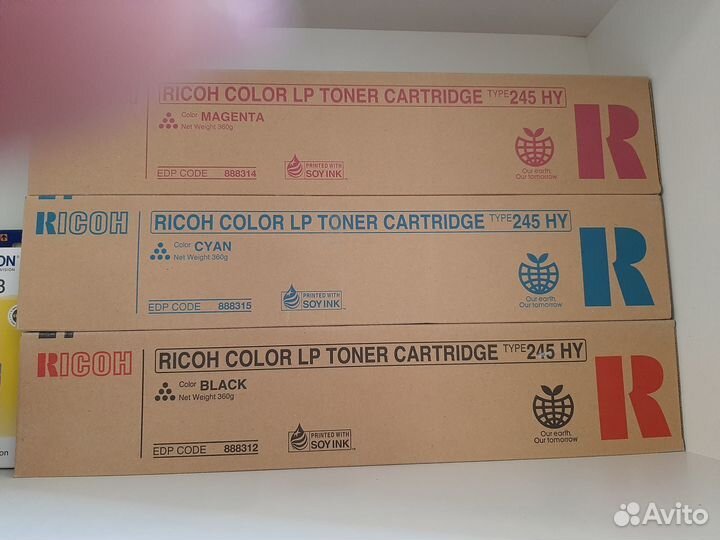 RICOH COLOR LP TONER CARTRIDGE TYPE 245 HY
Color MAGENTA
Net Weight 360g
EDP CODE 888314
PRINTED WITH
SOY INK
Our earth,
Our tomorrow
R
RICOH
RICOH COLOR LP TONER CARTRIDGE TYPE 245 HY
Color CYAN
Net Weight 360g
EDP CODE 888315
PRINTED WITH
SOY INK
Our earth,
Our tomorrow
R
RICOH
RICOH COLOR LP TONER CARTRIDGE TYPE 245 HY
Color BLACK
Net Weight 360g
EDP CODE 888312
PRINTED WITH
SOY INK
Our earth,
Our tomorrow
R
ON
VISION
Avito